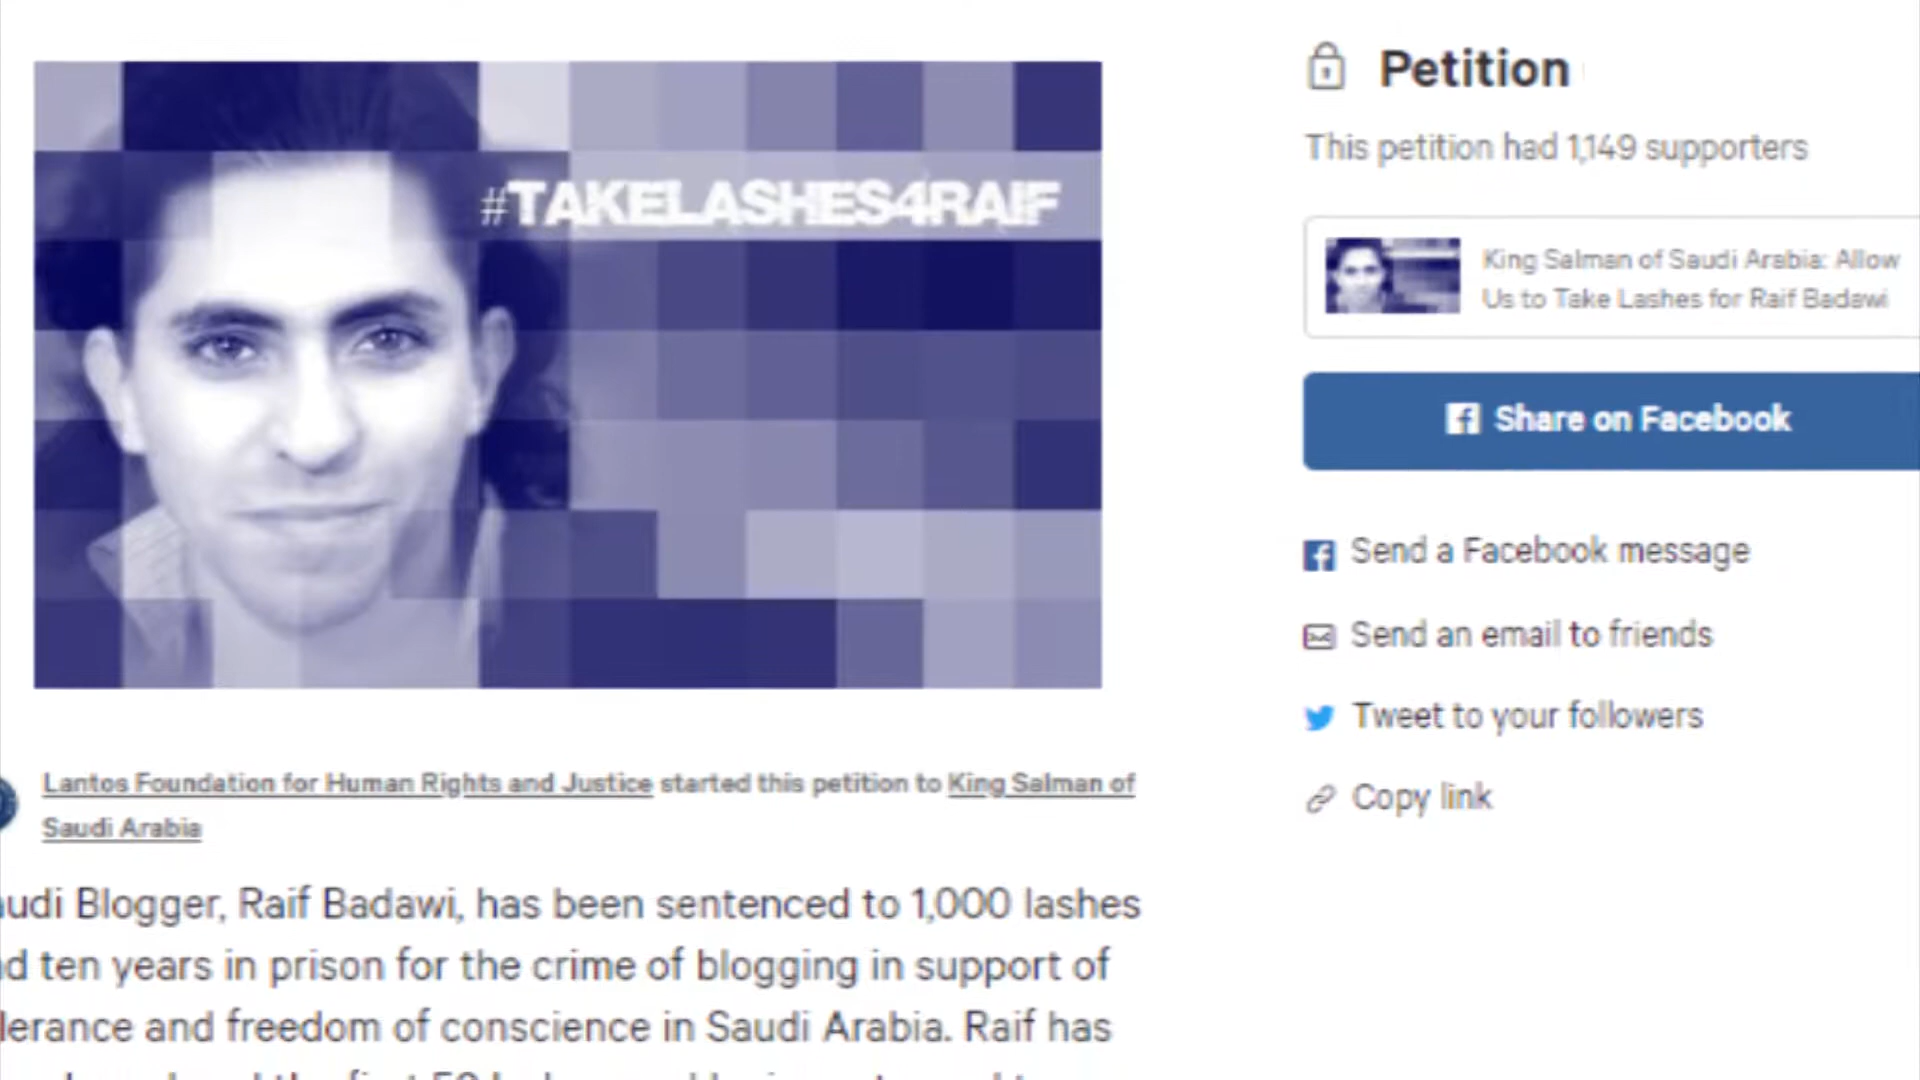 #TAKELASHES4RAIF
Lantos Foundation for Human Rights and Justice started this petition to King Salman of
Saudi Arabia
udi Blogger, Raif Badawi, has been sentenced to 1,000 lashes
d ten years in prison for the crime of blogging in support of
lerance and freedom of conscience in Saudi Arabia. Raif has
Petition
This petition had 1,149 supporters
King Salman of Saudi Arabia: Allow
Us to Take Lashes for Raif Badawi
Share on Facebook
Send a Facebook message
Send an email to friends
Tweet to your followers
Copy link